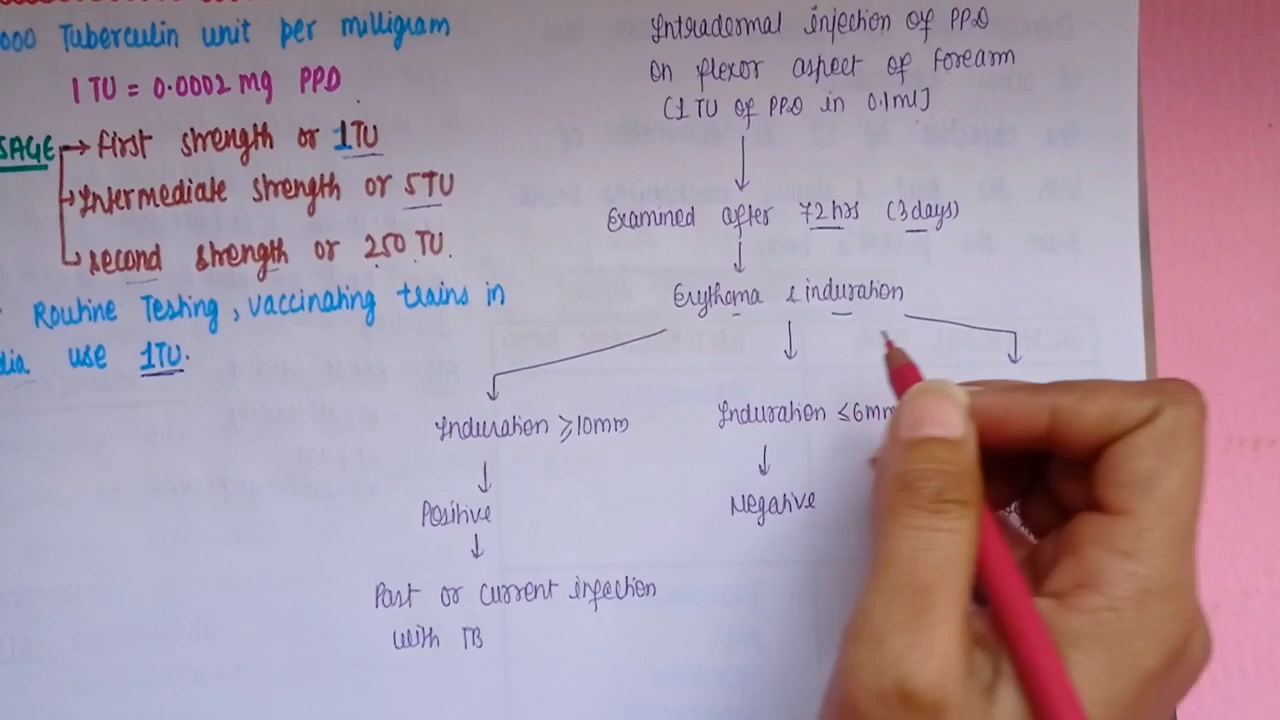 000 Tuberculin unit per milligram
1 TU = 0.0002 mg PPD
SAGE → first strength or 1TU
Intermediate strength or 5TU
second strength or 250 TU.
Routine Testing, vaccinating trains in
dia use 1TU.
Intradermal injection of PPD
on flexor aspect of forearm
[1 TU of PPD in 0.1ml]
Examined after 72hrs (3days)
Erythema & induration
Induration ≥10mm
Induration ≤6mm
Positive
Negative
Past or current infection
with TB